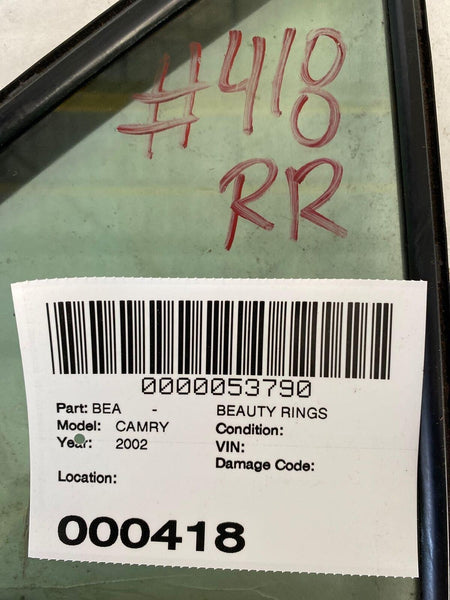 #418
RR
0000053790
Part: BEA - BEAUTY RINGS
Model: CAMRY Condition:
Year: 2002 VIN:
Damage Code:
Location:
000418